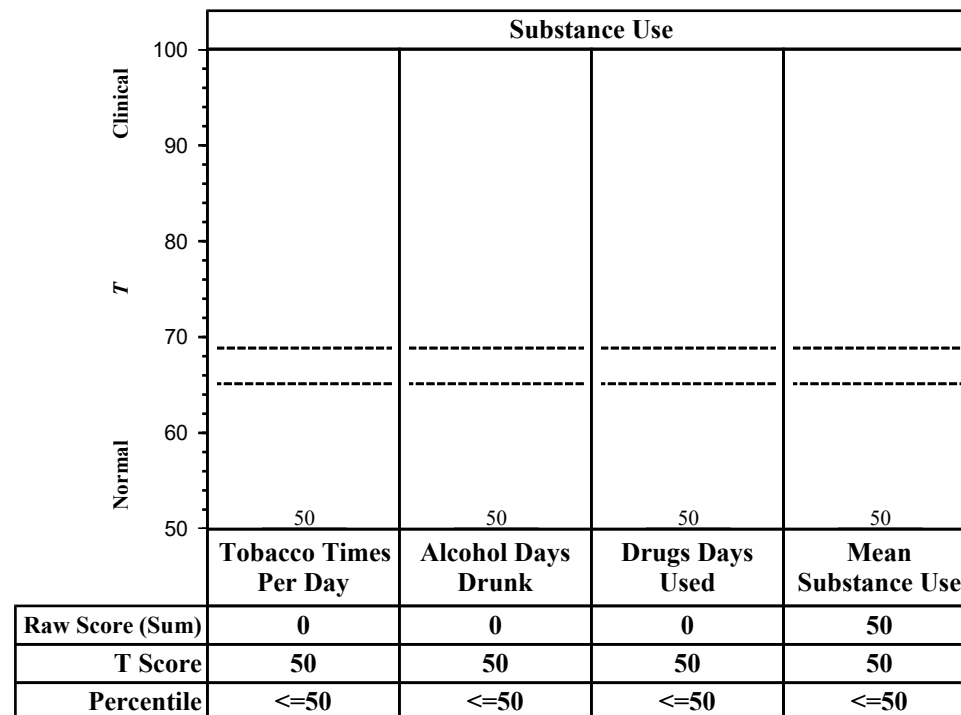 Substance Use
100
90
80
70
60
50
Clinical
T
Normal
50 50 50 50
Tobacco Times Per Day
Alcohol Days Drunk
Drugs Days Used
Mean Substance Use
Raw Score (Sum) 0 0 0 50
T Score 50 50 50 50
Percentile <=50 <=50 <=50 <=50